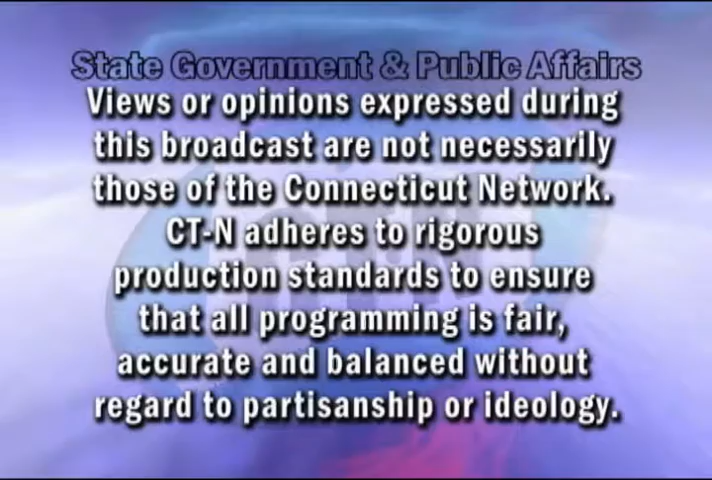 State Government & Public Affairs
Views or opinions expressed during
this broadcast are not necessarily
those of the Connecticut Network.
CT-N adheres to rigorous
production standards to ensure
that all programming is fair,
accurate and balanced without
regard to partisanship or ideology.